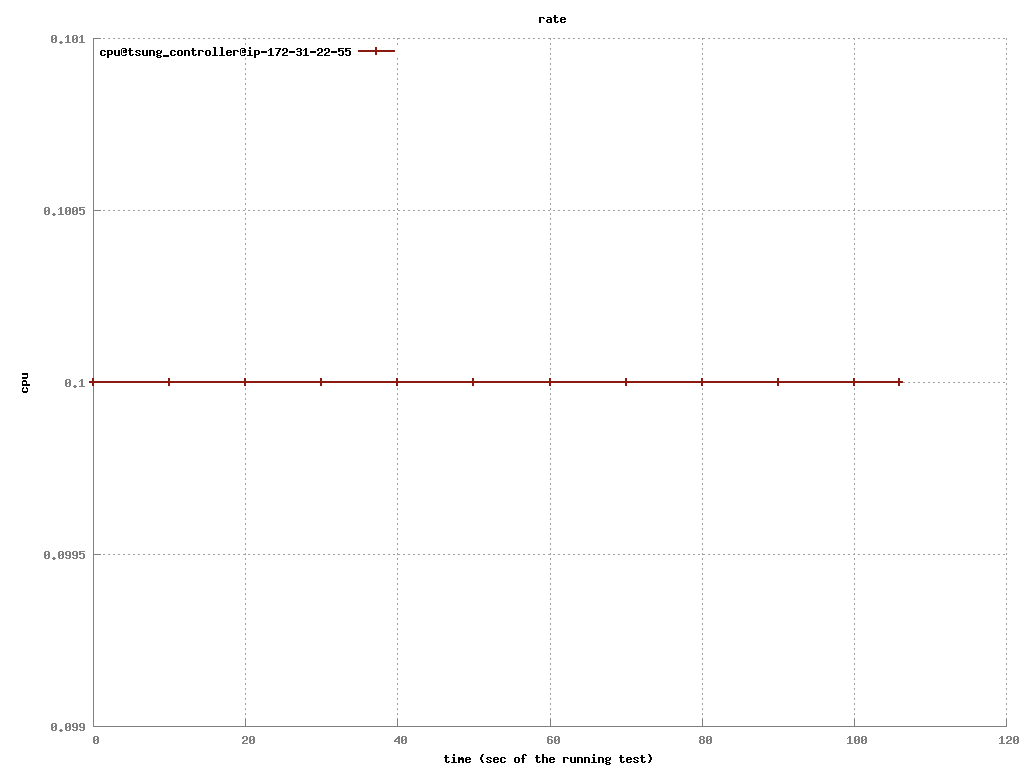 rate
0.101
cpu@tsung_controller@ip-172-31-22-55
0.1005
cpu
0.1
0.0995
0.099
0 20 40 60 80 100 120
time (sec of the running test)